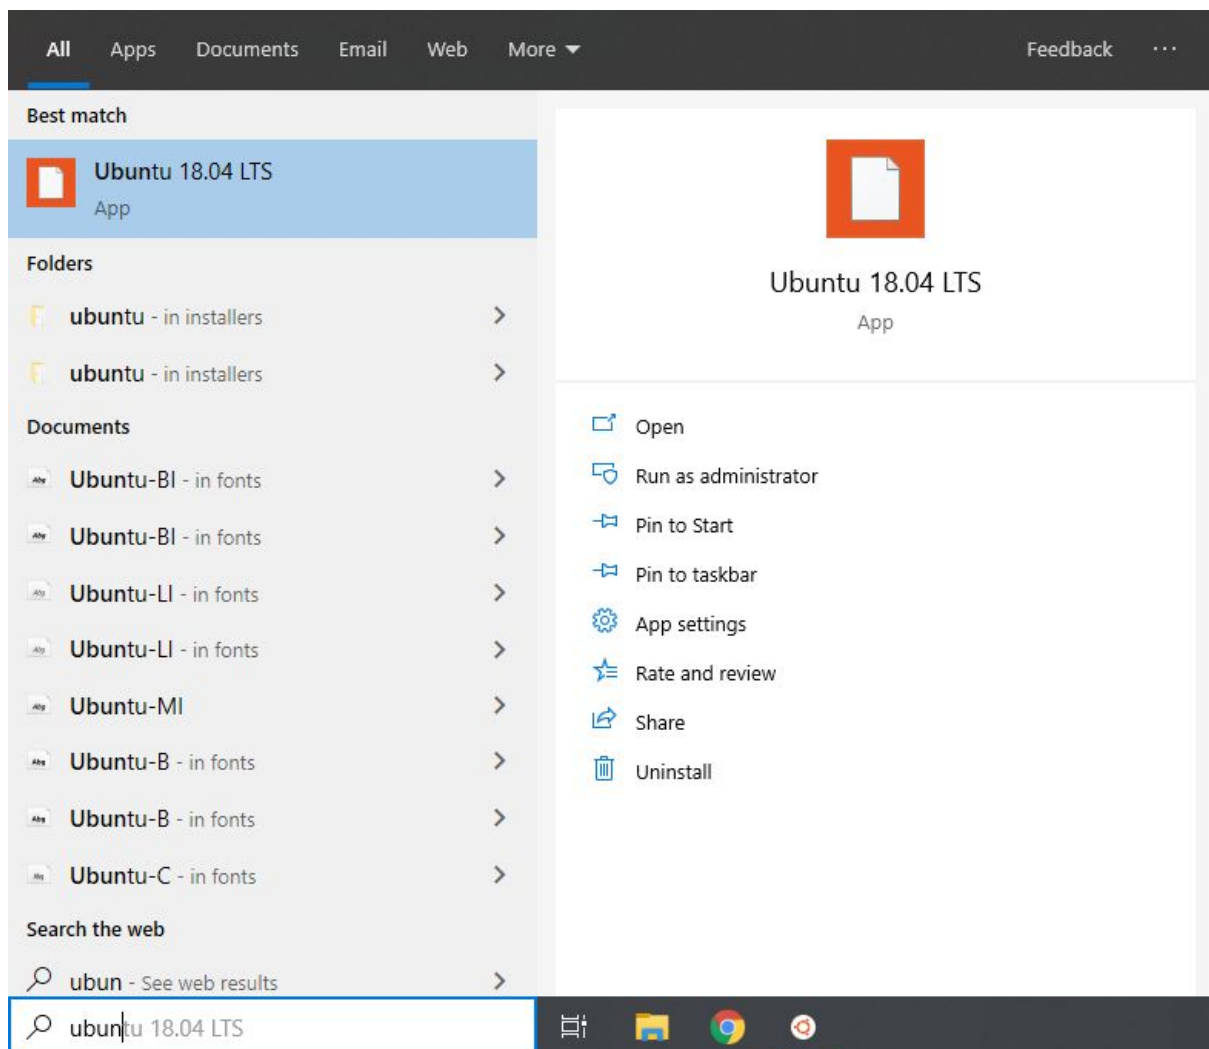 All Apps Documents Email Web More Feedback ...
Best match
Ubuntu 18.04 LTS
App
Folders
ubuntu - in installers
ubuntu - in installers
Documents
Ubuntu-BI - in fonts
Ubuntu-BI - in fonts
Ubuntu-LI - in fonts
Ubuntu-LI - in fonts
Ubuntu-MI
Ubuntu-B - in fonts
Ubuntu-B - in fonts
Ubuntu-C - in fonts
Search the web
ubun - See web results
ubuntu 18.04 LTS
Ubuntu 18.04 LTS
App
Open
Run as administrator
Pin to Start
Pin to taskbar
App settings
Rate and review
Share
Uninstall